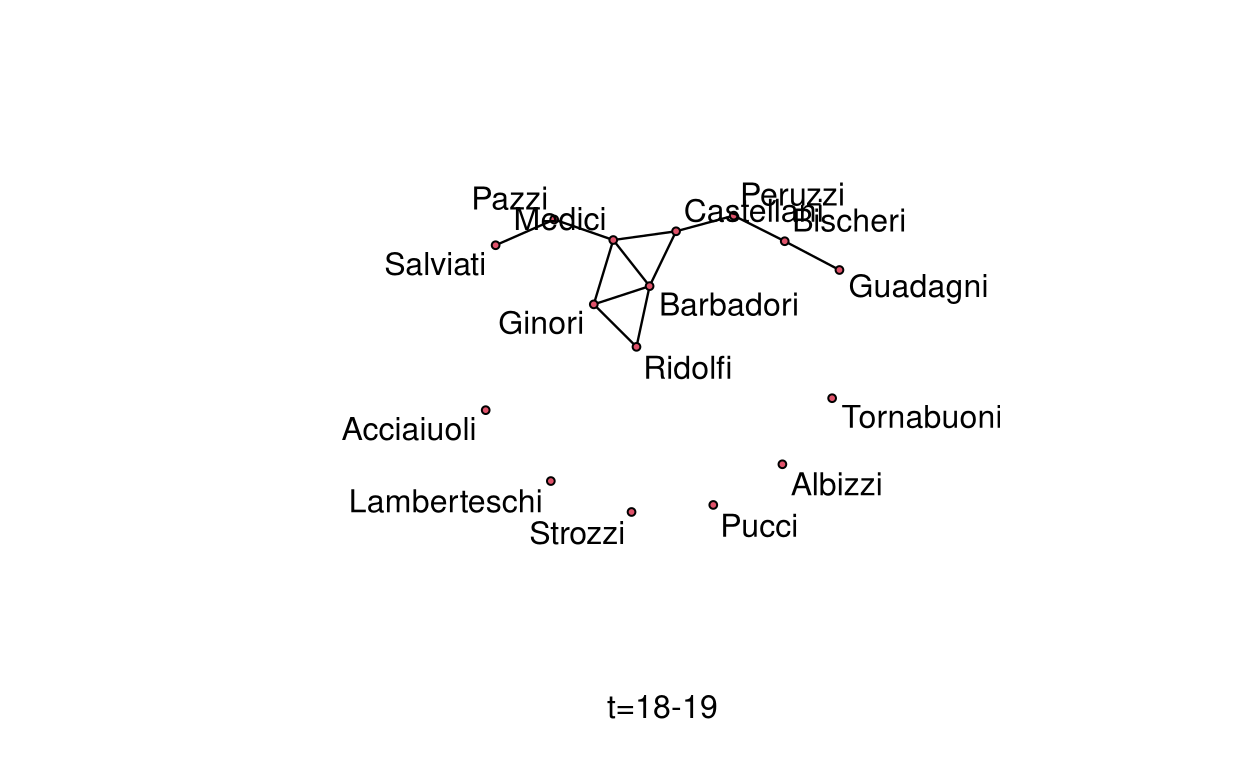 Peruzzi
Pazzi
Castellani
Medici
Bischeri
Salviati
Guadagni
Barbadori
Ginori
Ridolfi
Tornabuoni
Acciaiuoli
Albizzi
Lamberteschi
Pucci
Strozzi
t=18-19